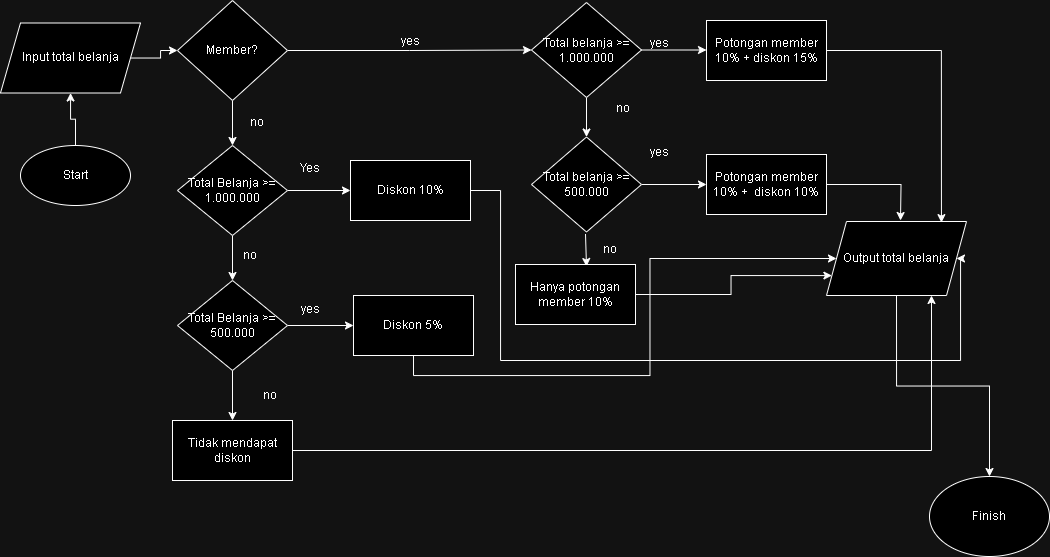 Input total belanja
Start
Member?
yes
no
Total Belanja >=
1.000.000
Yes
Diskon 10%
no
Total Belanja >=
500.000
yes
Diskon 5%
no
Tidak mendapat
diskon
Total belanja >=
1.000.000
yes
Potongan member
10% + diskon 15%
no
Total belanja >=
500.000
yes
Potongan member
10% +  diskon 10%
no
Hanya potongan
member 10%
Output total belanja
Finish